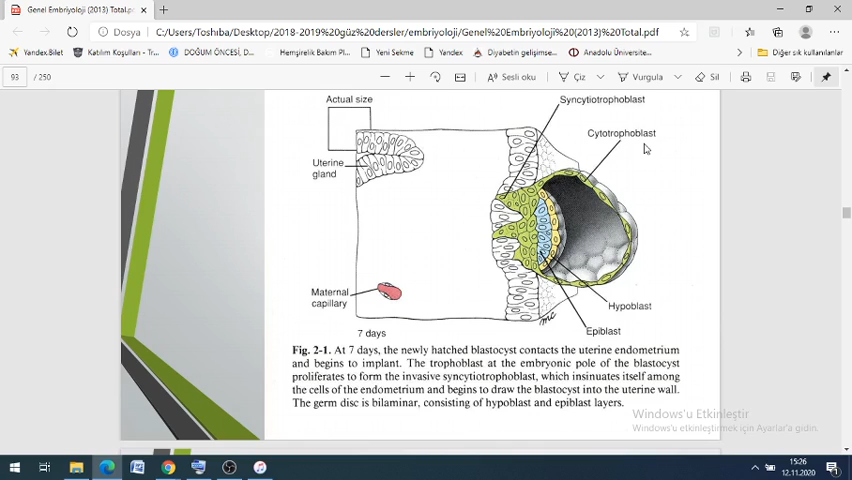 Genel Embriyoloji (2013) Total.pdf
Dosya
C:/Users/Toshıba/Desktop/2018-2019%20güz%20dersler/embriyoloji/Genel%20Embriyoloji%20(2013)%20Total.pdf
Yandex.Bilet
Katılım Koşulları - Tr...
DOĞUM ÖNCESİ, D...
Hemşirelik Bakım Pl...
Yeni Sekme
Yandex
Diyabetin gelişimde...
Anadolu Üniversite...
Diğer sık kullanılanlar
93 / 250
Sesli oku
Çiz
Vurgula
Sil
Actual size
Syncytiotrophoblast
Cytotrophoblast
Uterine
gland
Maternal
capillary
Hypoblast
Epiblast
mc
7 days
Fig. 2-1. At 7 days, the newly hatched blastocyst contacts the uterine endometrium
and begins to implant. The trophoblast at the embryonic pole of the blastocyst
proliferates to form the invasive syncytiotrophoblast, which insinuates itself among
the cells of the endometrium and begins to draw the blastocyst into the uterine wall.
The germ disc is bilaminar, consisting of hypoblast and epiblast layers.
Windows'u Etkinleştir
Windows'u etkinleştirmek için Ayarlar'a gidin.
15:26
12.11.2020